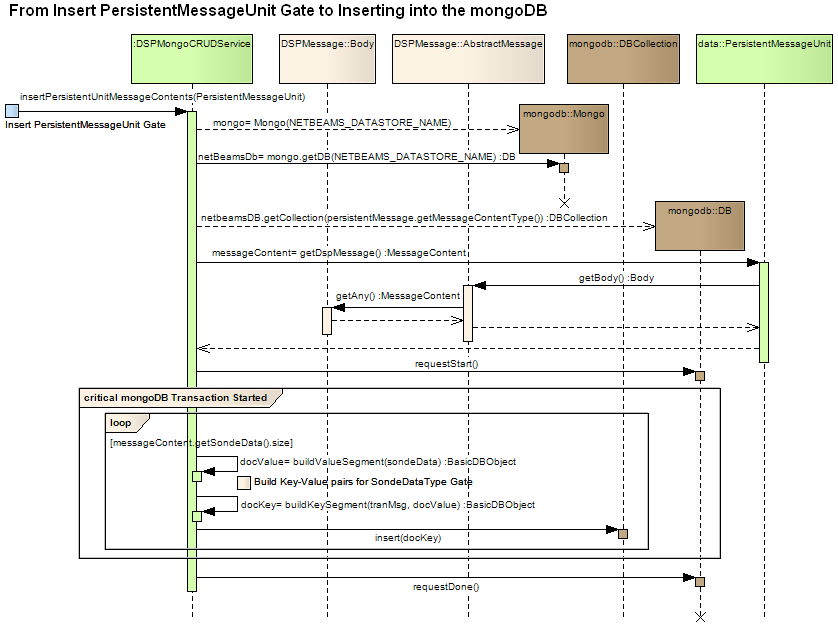 From Insert PersistentMessageUnit Gate to Inserting into the mongoDB
:DSPMongoCRUDService
DSPMessage::Body
DSPMessage::AbstractMessage
mongodb::DBCollection
data::PersistentMessageUnit
insertPersistentUnitMessageContents(PersistentMessageUnit)
Insert PersistentMessageUnit Gate
mongo= Mongo(NETBEAMS_DATASTORE_NAME)
mongodb::Mongo
netBeamsDb= mongo.getDB(NETBEAMS_DATASTORE_NAME) :DB
netbeamsDB.getCollection(persistentMessage.getMessageContentType()) :DBCollection
mongodb::DB
messageContent= getDspMessage() :MessageContent
getBody() :Body
getAny() :MessageContent
requestStart()
critical mongoDB Transaction Started
loop
[messageContent.getSondeData().size]
docValue= buildValueSegment(sondeData) :BasicDBObject
Build Key-Value pairs for SondeDataType Gate
docKey= buildKeySegment(tranMsg, docValue) :BasicDBObject
insert(docKey)
requestDone()